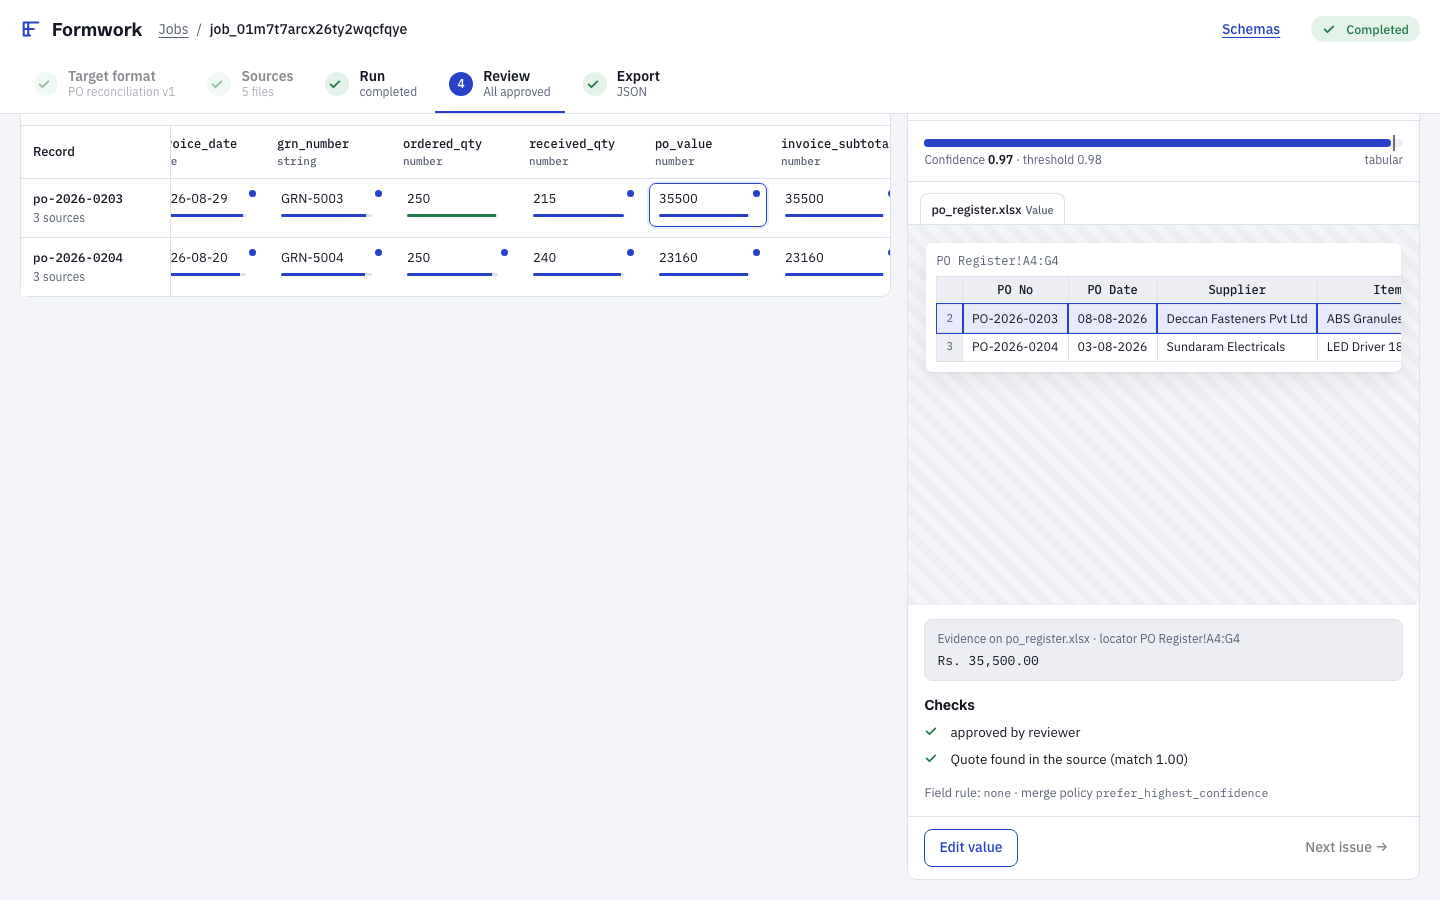 Formwork
Jobs / job_01m7t7arcx26ty2wqcfqye
Schemas
Completed
Target format
PO reconciliation v1
Sources
5 files
Run
completed
4
Review
All approved
Export
JSON
Record
voice_date
e
grn_number
string
ordered_qty
number
received_qty
number
po_value
number
invoice_subtota
number
po-2026-0203
3 sources
26-08-29
GRN-5003
250
215
35500
35500
po-2026-0204
3 sources
26-08-20
GRN-5004
250
240
23160
23160
Confidence 0.97 · threshold 0.98
tabular
po_register.xlsx Value
PO Register!A4:G4
PO No PO Date Supplier Item
2 PO-2026-0203 08-08-2026 Deccan Fasteners Pvt Ltd ABS Granules
3 PO-2026-0204 03-08-2026 Sundaram Electricals LED Driver 18
Evidence on po_register.xlsx · locator PO Register!A4:G4
Rs. 35,500.00
Checks
approved by reviewer
Quote found in the source (match 1.00)
Field rule: none · merge policy prefer_highest_confidence
Edit value
Next issue →